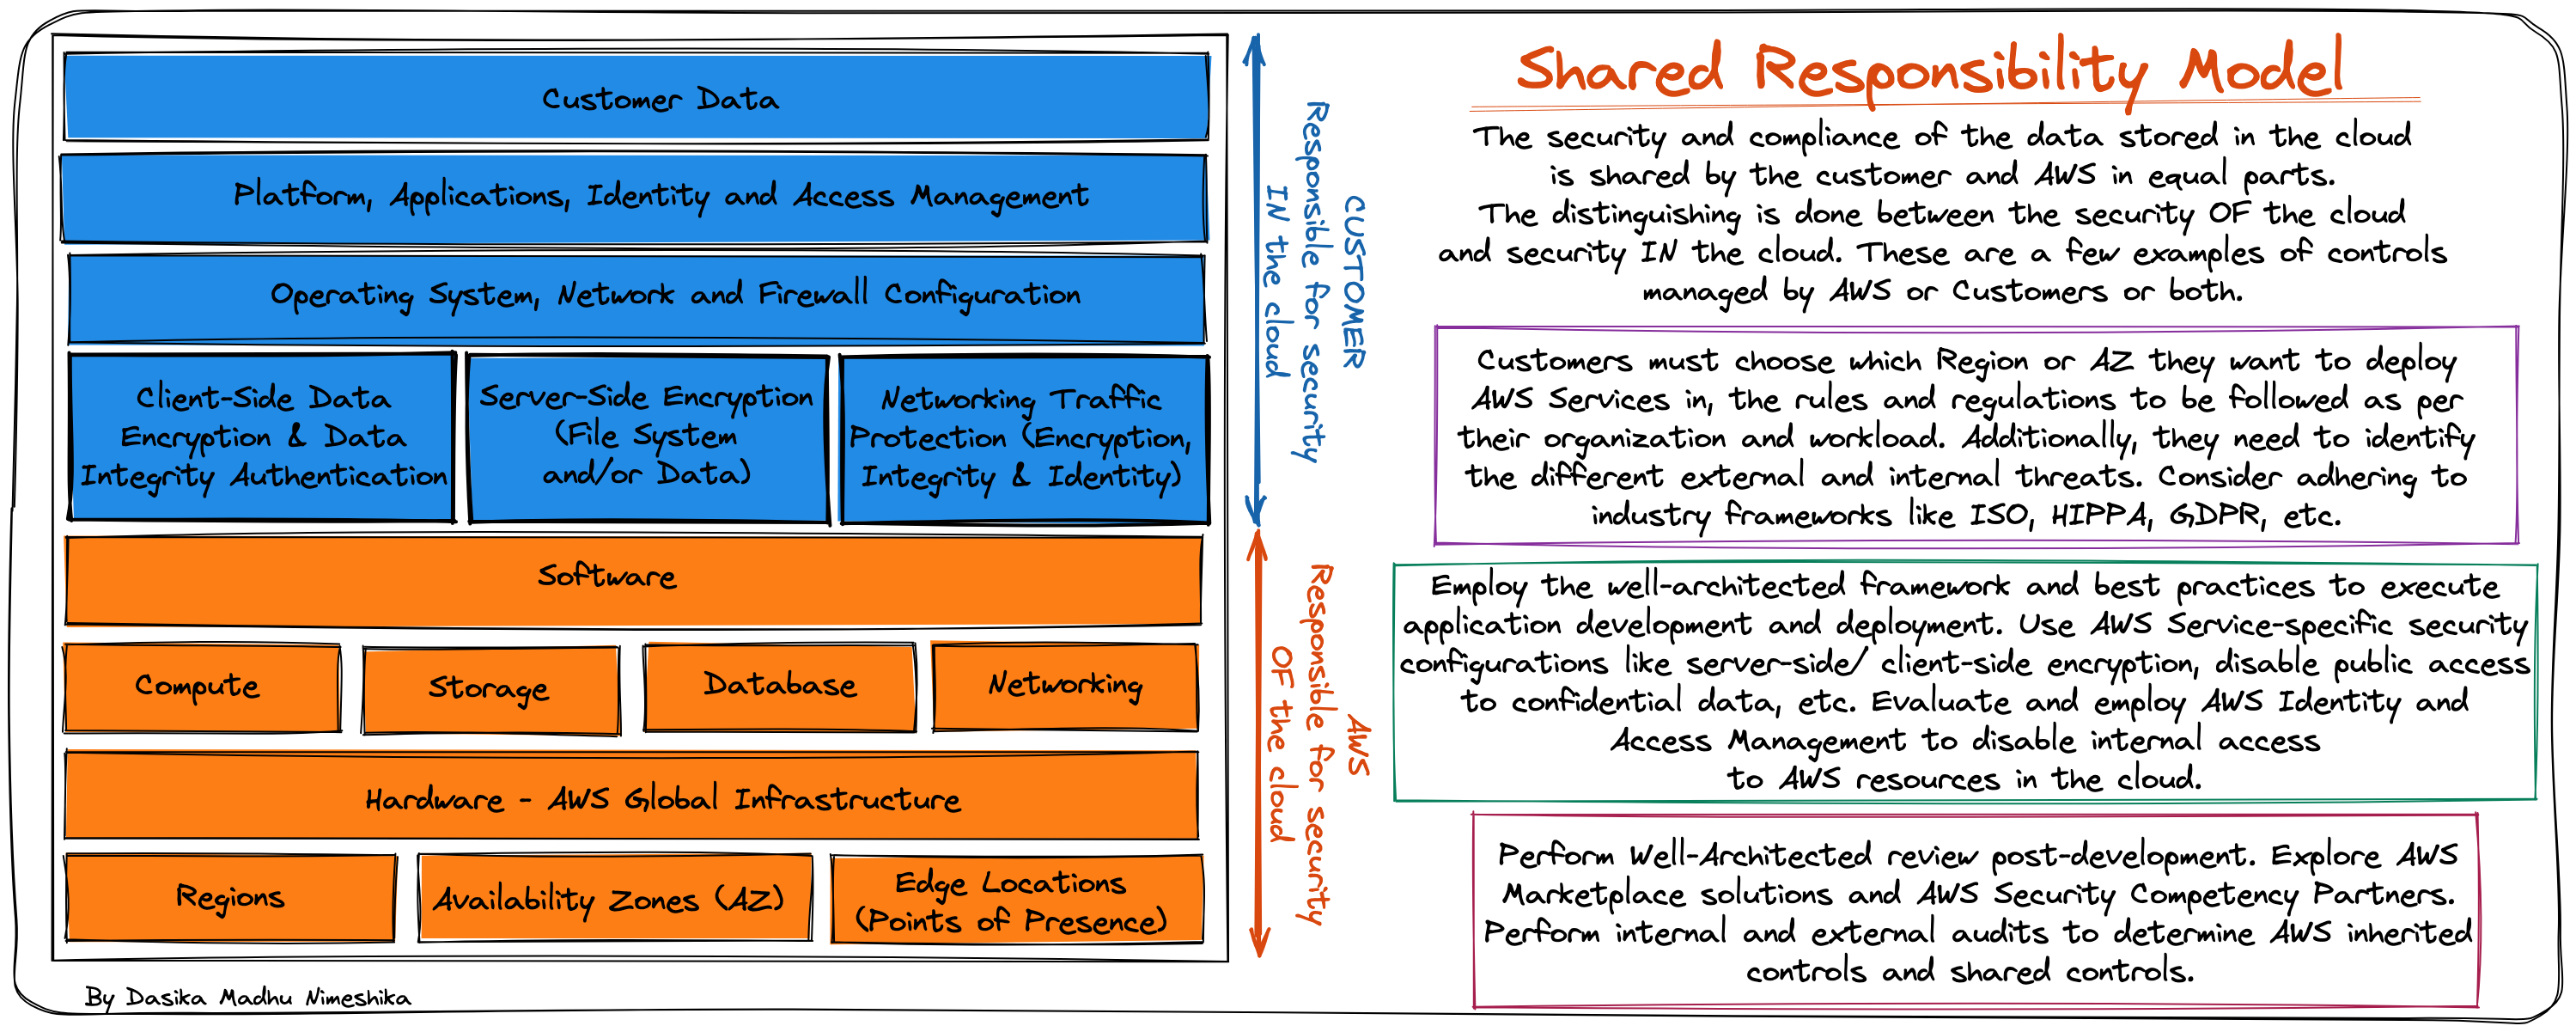 Customer Data
Platform, Applications, Identity and Access Management
Operating System, Network and Firewall Configuration
Client-Side Data
Encryption & Data
Integrity Authentication
Server-Side Encryption
(File System
and/or Data)
Networking Traffic
Protection (Encryption,
Integrity & Identity)
Software
Compute
Storage
Database
Networking
Hardware - AWS Global Infrastructure
Regions
Availability Zones (AZ)
Edge Locations
(Points of Presence)
By Dasika Madhu Nimeshika
CUSTOMER
Responsible for security
IN the cloud
AWS
Responsible for security
OF the cloud
Shared Responsibility Model
The security and compliance of the data stored in the cloud
is shared by the customer and AWS in equal parts.
The distinguishing is done between the security OF the cloud
and security IN the cloud. These are a few examples of controls
managed by AWS or Customers or both.
Customers must choose which Region or AZ they want to deploy
AWS Services in, the rules and regulations to be followed as per
their organization and workload. Additionally, they need to identify
the different external and internal threats. Consider adhering to
industry frameworks like ISO, HIPPA, GDPR, etc.
Employ the well-architected framework and best practices to execute
application development and deployment. Use AWS Service-specific security
configurations like server-side/ client-side encryption, disable public access
to confidential data, etc. Evaluate and employ AWS Identity and
Access Management to disable internal access
to AWS resources in the cloud.
Perform Well-Architected review post-development. Explore AWS
Marketplace solutions and AWS Security Competency Partners.
Perform internal and external audits to determine AWS inherited
controls and shared controls.